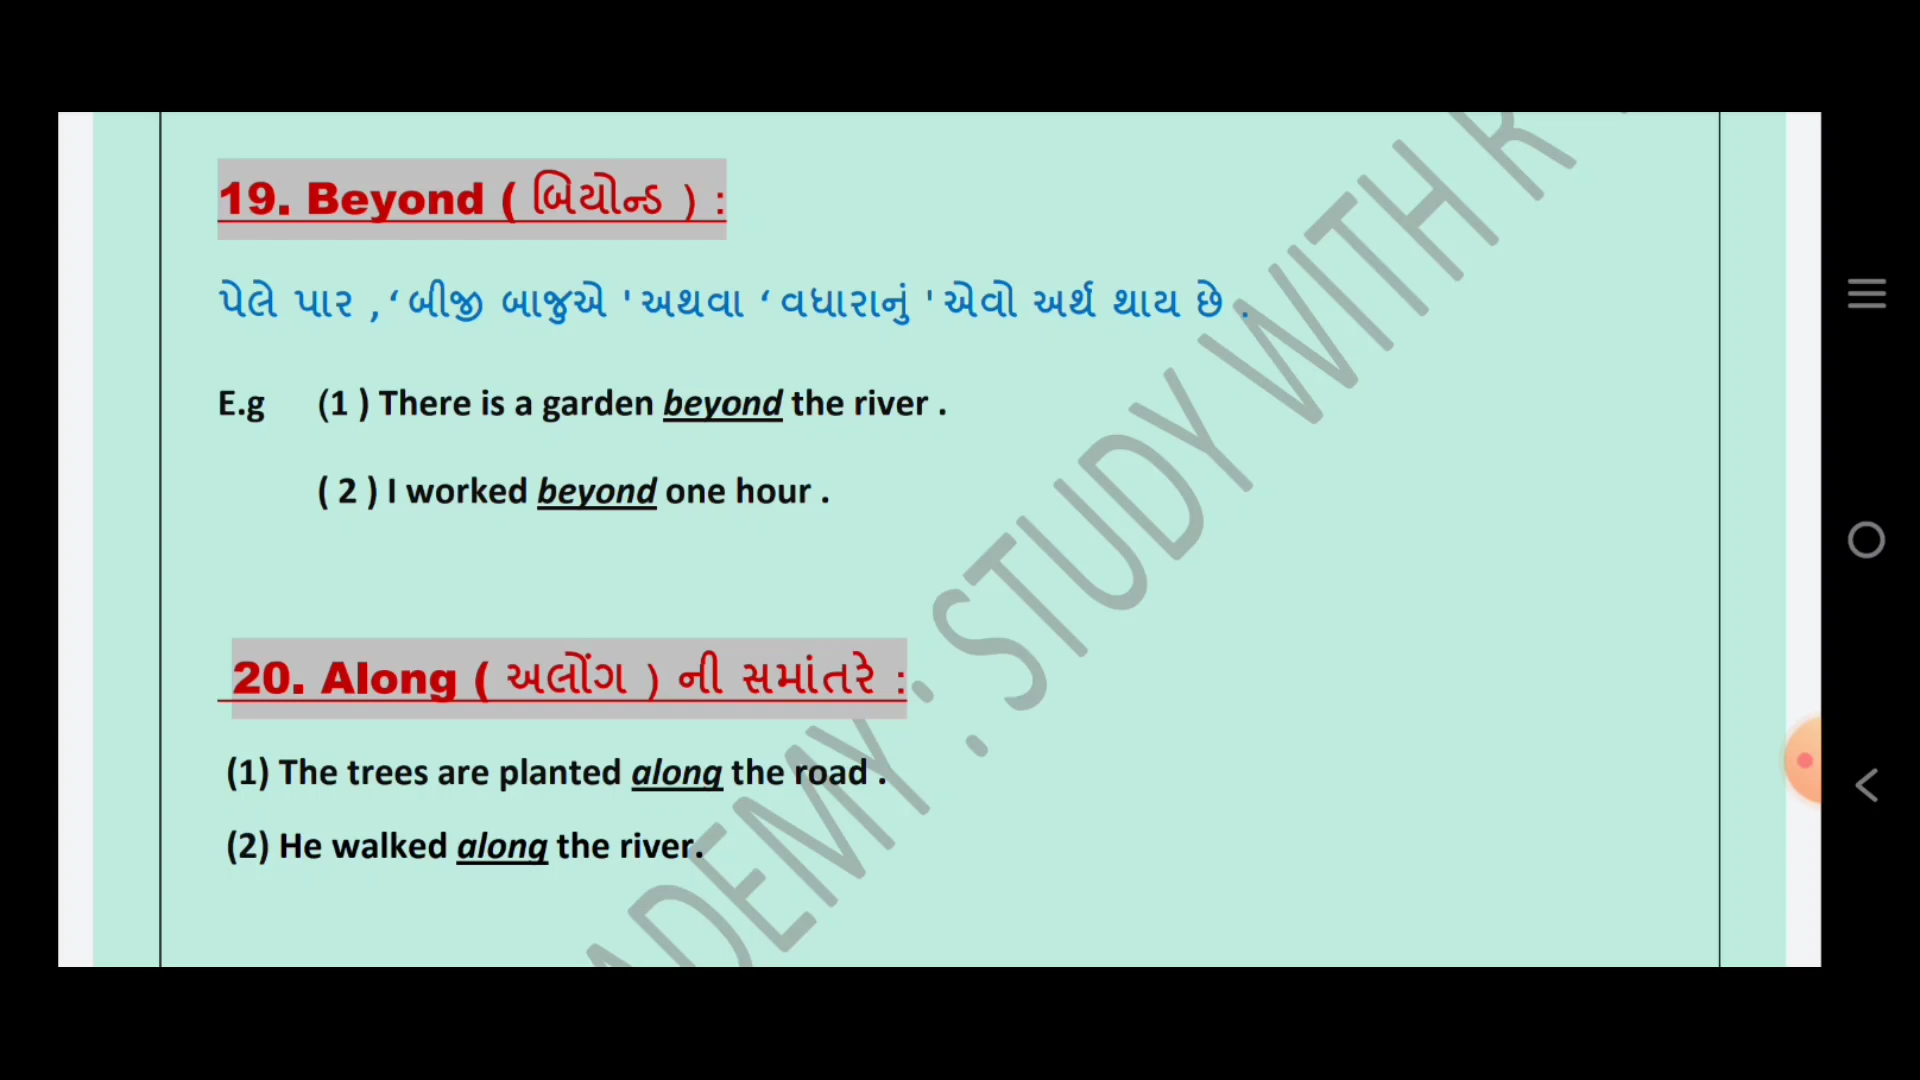 19. Beyond ( બિયોન્ડ ) :
પેલે પાર , ‘ બીજી બાજુએ ' અથવા ‘ વધારાનું ' એવો અર્થ થાય છે .
E.g (1 ) There is a garden beyond the river .
( 2 ) I worked beyond one hour .
20. Along ( અલોંગ ) ની સમાંતરે :
(1) The trees are planted along the road .
(2) He walked along the river.
ADEMY : STUDY WITH R